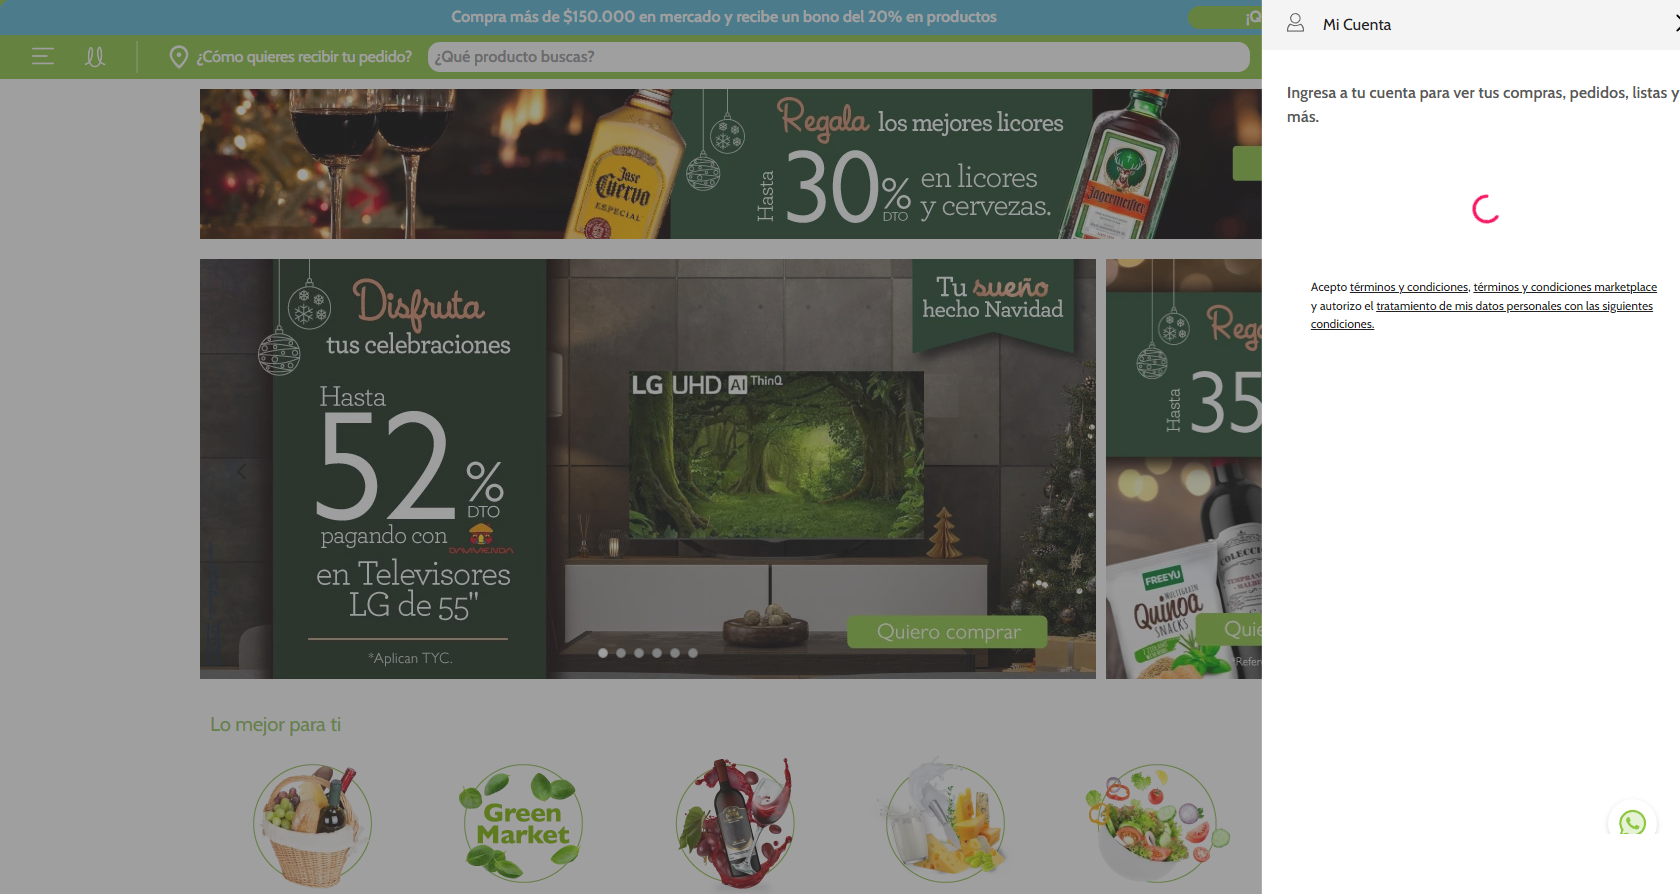 Compra más de $150.000 en mercado y recibe un bono del 20% en productos
¡Q
Mi Cuenta
¿Cómo quieres recibir tu pedido?
¿Qué producto buscas?
Ingresa a tu cuenta para ver tus compras, pedidos, listas y
más.
Regala los mejores licores
Hasta
30%
DTO
en licores
y cervezas.
Jose
Cuervo
ESPECIAL
Jägermeister
Acepto términos y condiciones, términos y condiciones marketplace
y autorizo el tratamiento de mis datos personales con las siguientes
condiciones.
Disfruta
tus celebraciones
Hasta
52%
DTO
pagando con
DAVIVIENDA
en Televisores
LG de 55"
*Aplican TYC.
LG UHD AI ThinQ
Tu sueño
hecho Navidad
Quiero comprar
Reg
Hasta
35
FREEYU
MULTIGRAIN
Quinoa
SNACKS
COLECCI
Quie
*Refer
Lo mejor para ti
Green
Market